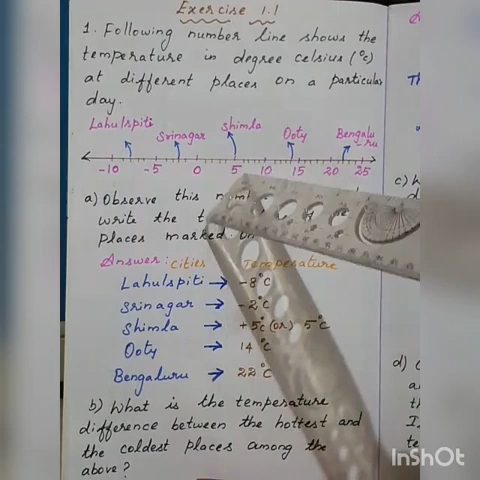 Exercise 1.1
1. Following number line shows the
temperature in degree celsius (°c)
at different places on a particular
day.
Lahulspiti Srinagar Shimla Ooty Bengalu
-ru
-10 -5 0 5 10 15 20 25
a) Observe this
write the
places marked
Answer: Cities Temperature
Lahulspiti → -8°C
Srinagar → -2°C
Shimla → +5°C (or) 5°C
Ooty → 14°C
Bengaluru → 22°C
b) What is the temperature
difference between the hottest and
the coldest places among the
above?
c)
d)
InShOt